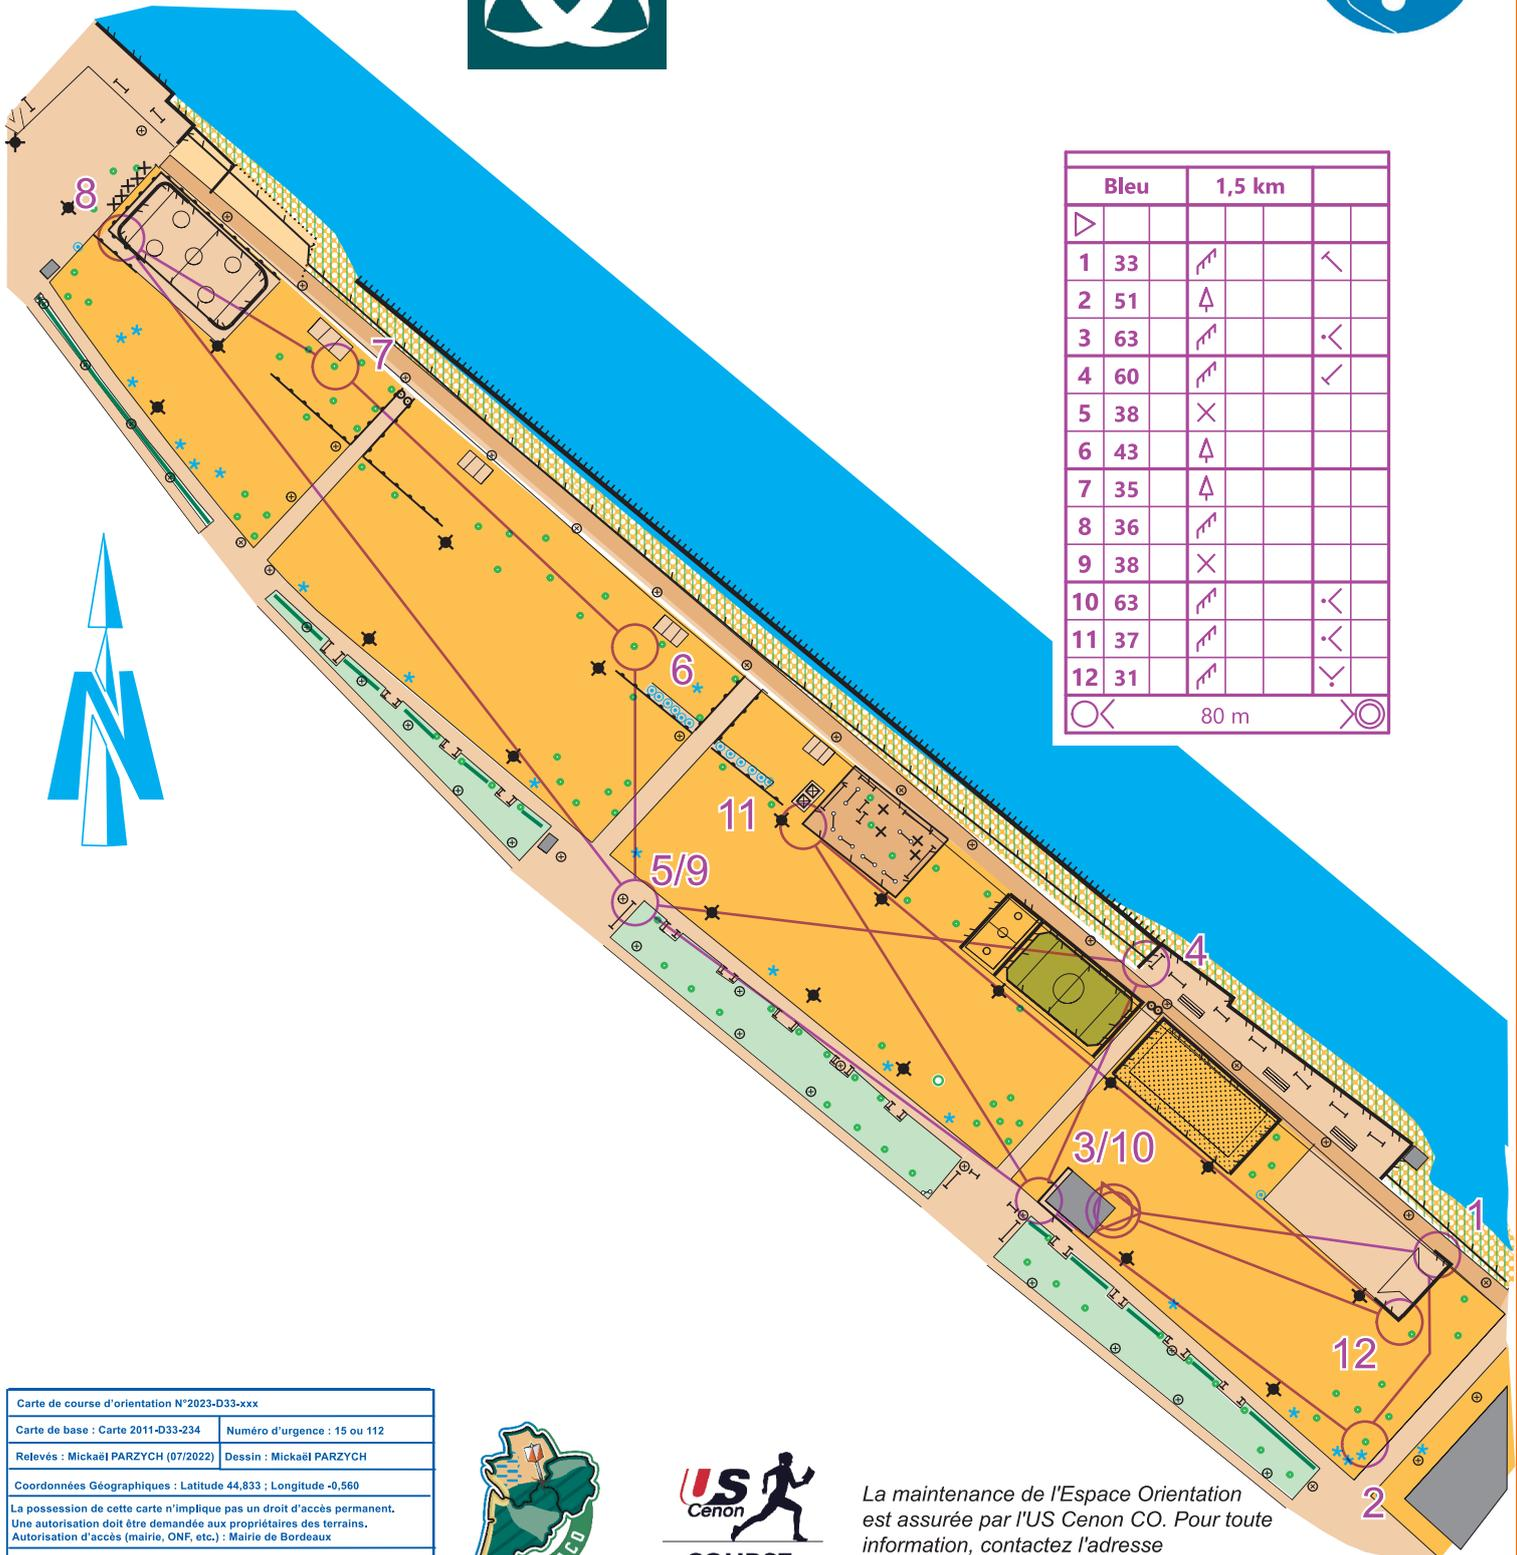 Bleu 1,5 km
1 33
2 51
3 63
4 60
5 38
6 43
7 35
8 36
9 38
10 63
11 37
12 31
80 m
8
7
6
11
5/9
4
3/10
1
12
2
N
Carte de course d'orientation N°2023-D33-xxx
Carte de base : Carte 2011-D33-234 Numéro d'urgence : 15 ou 112
Relevés : Mickaël PARZYCH (07/2022) Dessin : Mickaël PARZYCH
Coordonnées Géographiques : Latitude 44,833 ; Longitude -0,560
La possession de cette carte n'implique pas un droit d'accès permanent.
Une autorisation doit être demandée aux propriétaires des terrains.
Autorisation d'accès (mairie, ONF, etc.) : Mairie de Bordeaux
US
Cenon
La maintenance de l'Espace Orientation
est assurée par l'US Cenon CO. Pour toute
information, contactez l'adresse